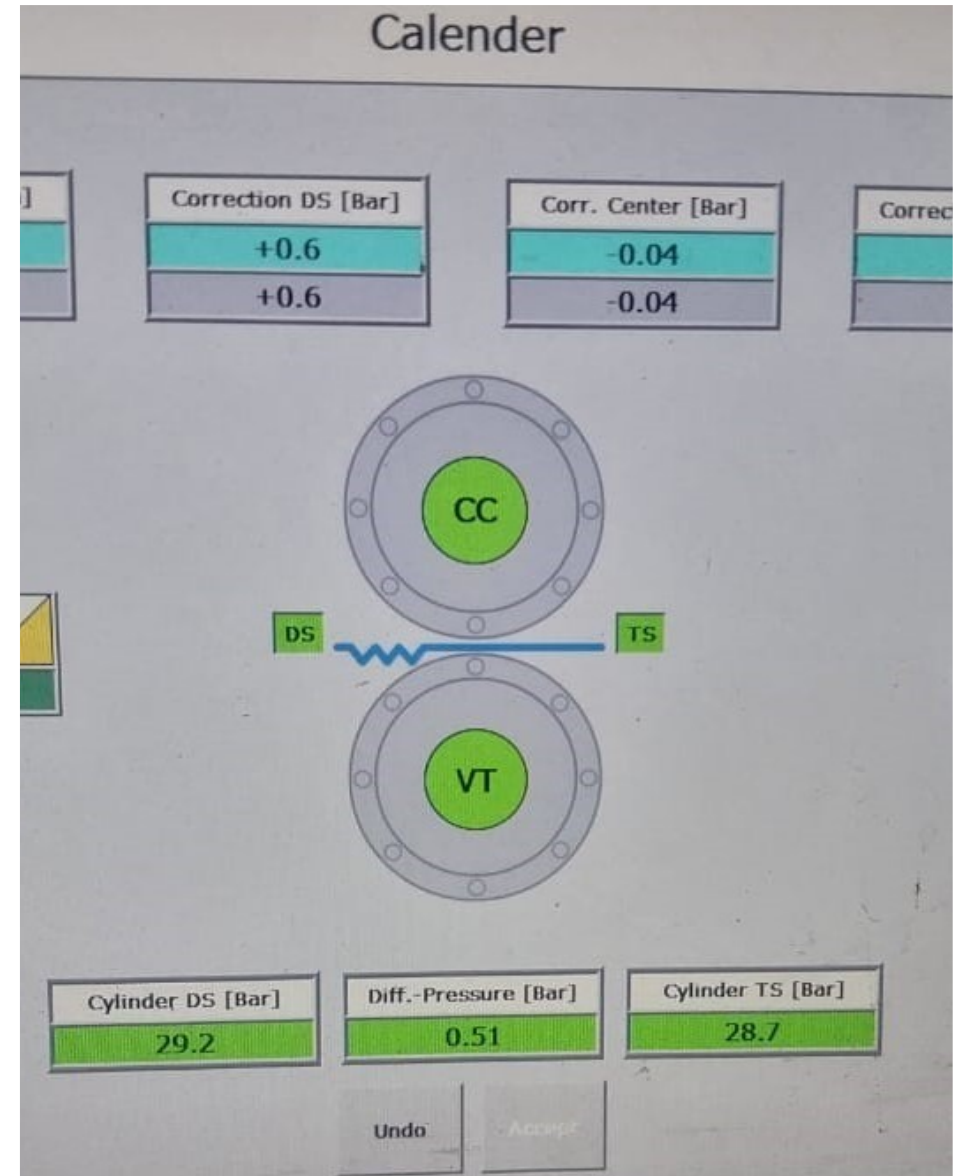 Calender
]
Correction DS [Bar]
+0.6
+0.6
Corr. Center [Bar]
-0.04
-0.04
Correc
CC
DS
TS
VT
Cylinder DS [Bar]
29.2
Diff.-Pressure [Bar]
0.51
Cylinder TS [Bar]
28.7
Undo
Accept